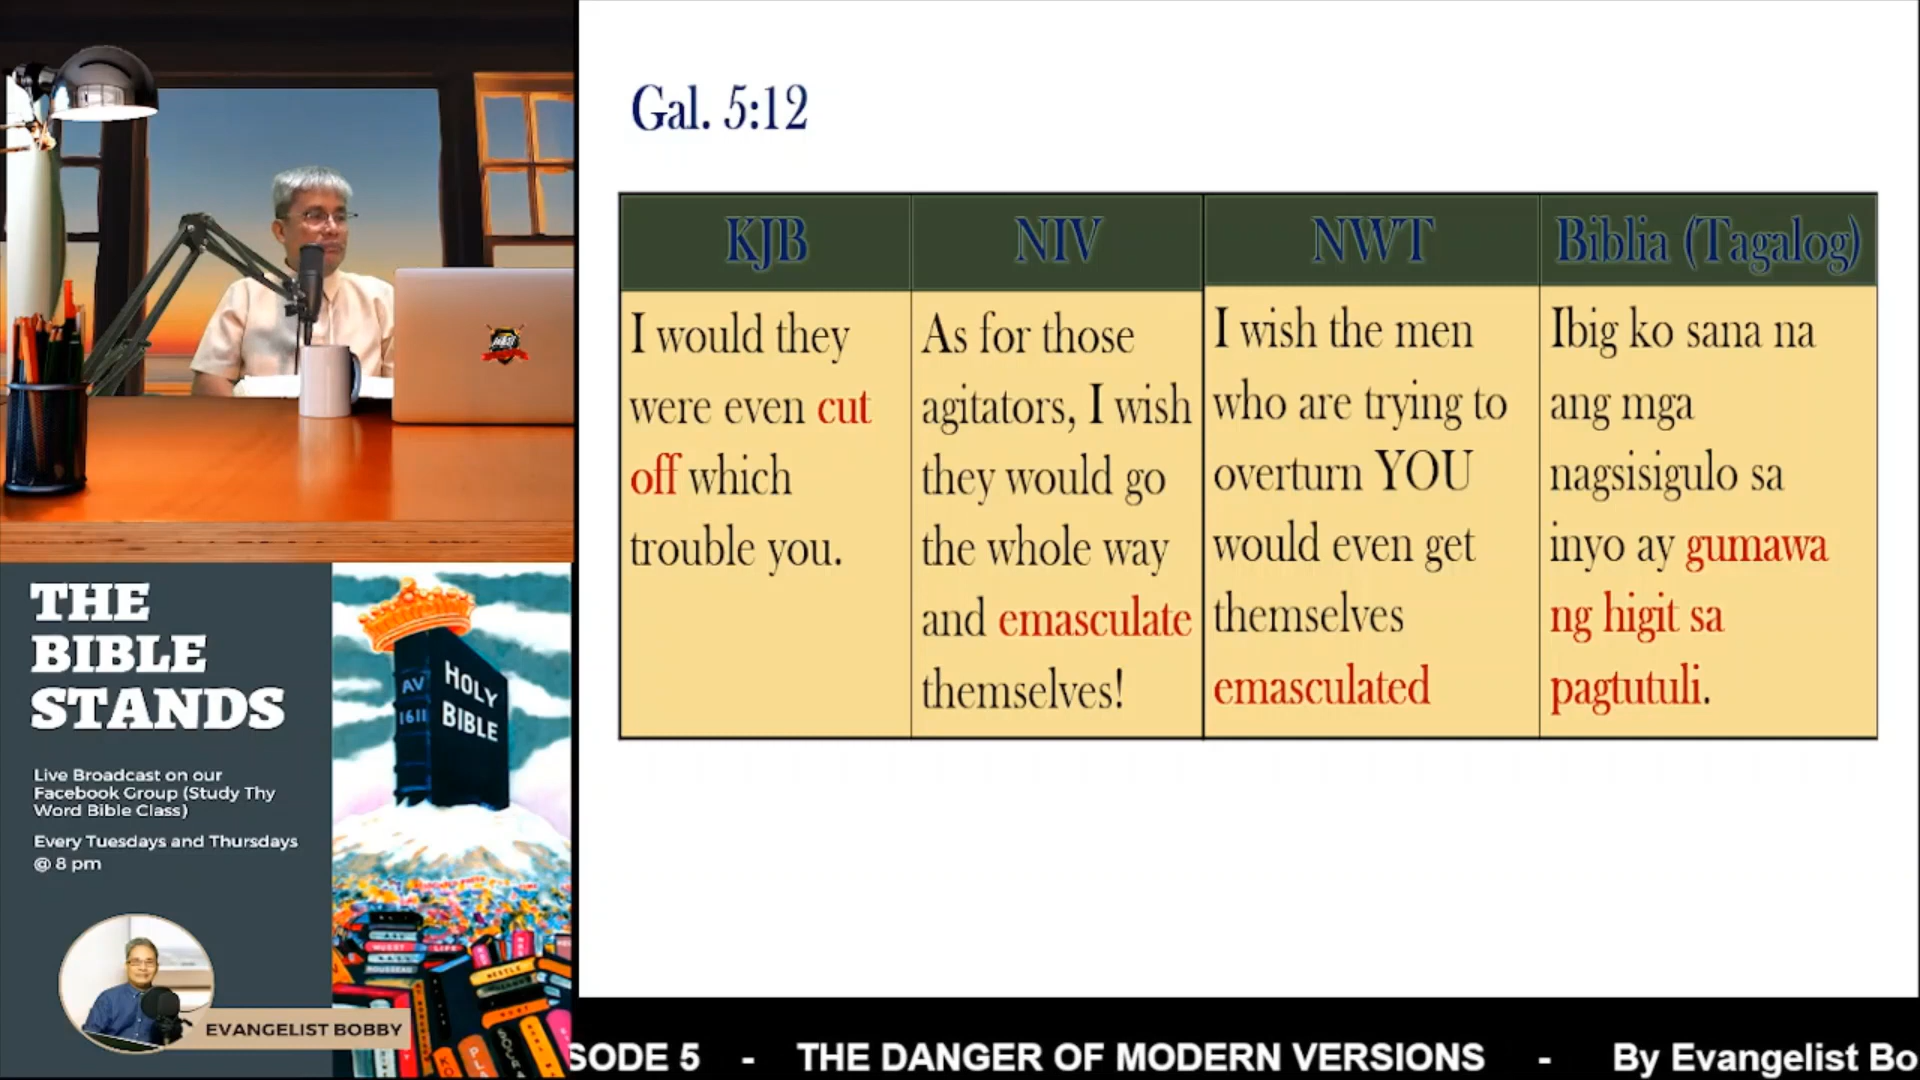 Gal. 5:12
KJB
I would they
were even cut
off which
trouble you.
NIV
As for those
agitators, I wish
they would go
the whole way
and emasculate
themselves!
NWT
I wish the men
who are trying to
overturn YOU
would even get
themselves
emasculated
Biblia (Tagalog)
Ibig ko sana na
ang mga
nagsisigulo sa
inyo ay gumawa
ng higit sa
pagtutuli.
THE
BIBLE
STANDS
Live Broadcast on our
Facebook Group (Study Thy
Word Bible Class)
Every Tuesdays and Thursdays
@ 8 pm
AV
1611
HOLY
BIBLE
EVANGELIST BOBBY
SODE 5 - THE DANGER OF MODERN VERSIONS - By Evangelist Bo